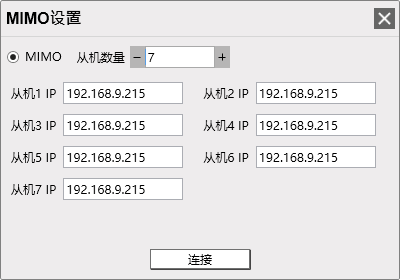 MIMO设置
MIMO 从机数量 − 7 +
从机1 IP 192.168.9.215 从机2 IP 192.168.9.215
从机3 IP 192.168.9.215 从机4 IP 192.168.9.215
从机5 IP 192.168.9.215 从机6 IP 192.168.9.215
从机7 IP 192.168.9.215
连接